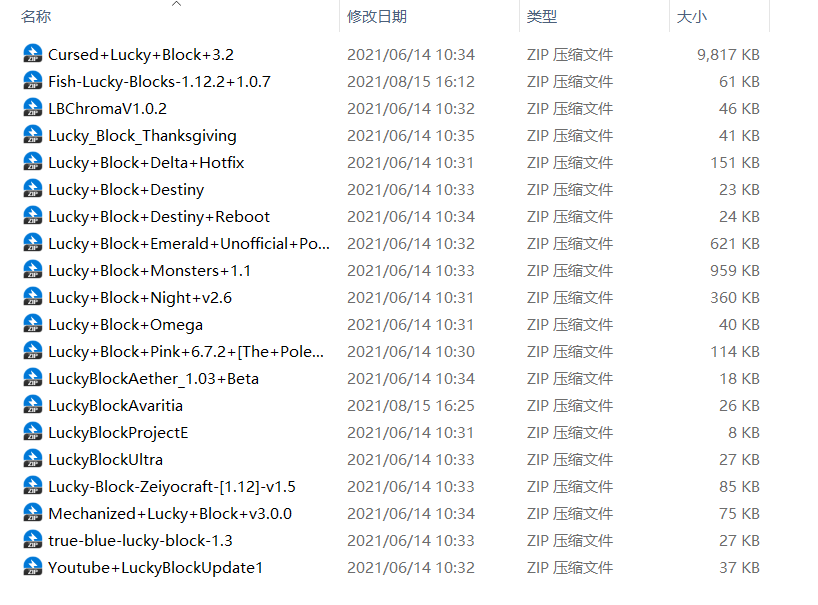 名称 修改日期 类型 大小
Cursed+Lucky+Block+3.2 2021/06/14 10:34 ZIP 压缩文件 9,817 KB
Fish-Lucky-Blocks-1.12.2+1.0.7 2021/08/15 16:12 ZIP 压缩文件 61 KB
LBChromaV1.0.2 2021/06/14 10:32 ZIP 压缩文件 46 KB
Lucky_Block_Thanksgiving 2021/06/14 10:35 ZIP 压缩文件 41 KB
Lucky+Block+Delta+Hotfix 2021/06/14 10:31 ZIP 压缩文件 151 KB
Lucky+Block+Destiny 2021/06/14 10:33 ZIP 压缩文件 23 KB
Lucky+Block+Destiny+Reboot 2021/06/14 10:34 ZIP 压缩文件 24 KB
Lucky+Block+Emerald+Unofficial+Po... 2021/06/14 10:32 ZIP 压缩文件 621 KB
Lucky+Block+Monsters+1.1 2021/06/14 10:33 ZIP 压缩文件 959 KB
Lucky+Block+Night+v2.6 2021/06/14 10:31 ZIP 压缩文件 360 KB
Lucky+Block+Omega 2021/06/14 10:31 ZIP 压缩文件 40 KB
Lucky+Block+Pink+6.7.2+[The+Pole... 2021/06/14 10:30 ZIP 压缩文件 114 KB
LuckyBlockAether_1.03+Beta 2021/06/14 10:34 ZIP 压缩文件 18 KB
LuckyBlockAvaritia 2021/08/15 16:25 ZIP 压缩文件 26 KB
LuckyBlockProjectE 2021/06/14 10:31 ZIP 压缩文件 8 KB
LuckyBlockUltra 2021/06/14 10:33 ZIP 压缩文件 27 KB
Lucky-Block-Zeiyocraft-[1.12]-v1.5 2021/06/14 10:33 ZIP 压缩文件 85 KB
Mechanized+Lucky+Block+v3.0.0 2021/06/14 10:34 ZIP 压缩文件 75 KB
true-blue-lucky-block-1.3 2021/06/14 10:33 ZIP 压缩文件 27 KB
Youtube+LuckyBlockUpdate1 2021/06/14 10:32 ZIP 压缩文件 37 KB